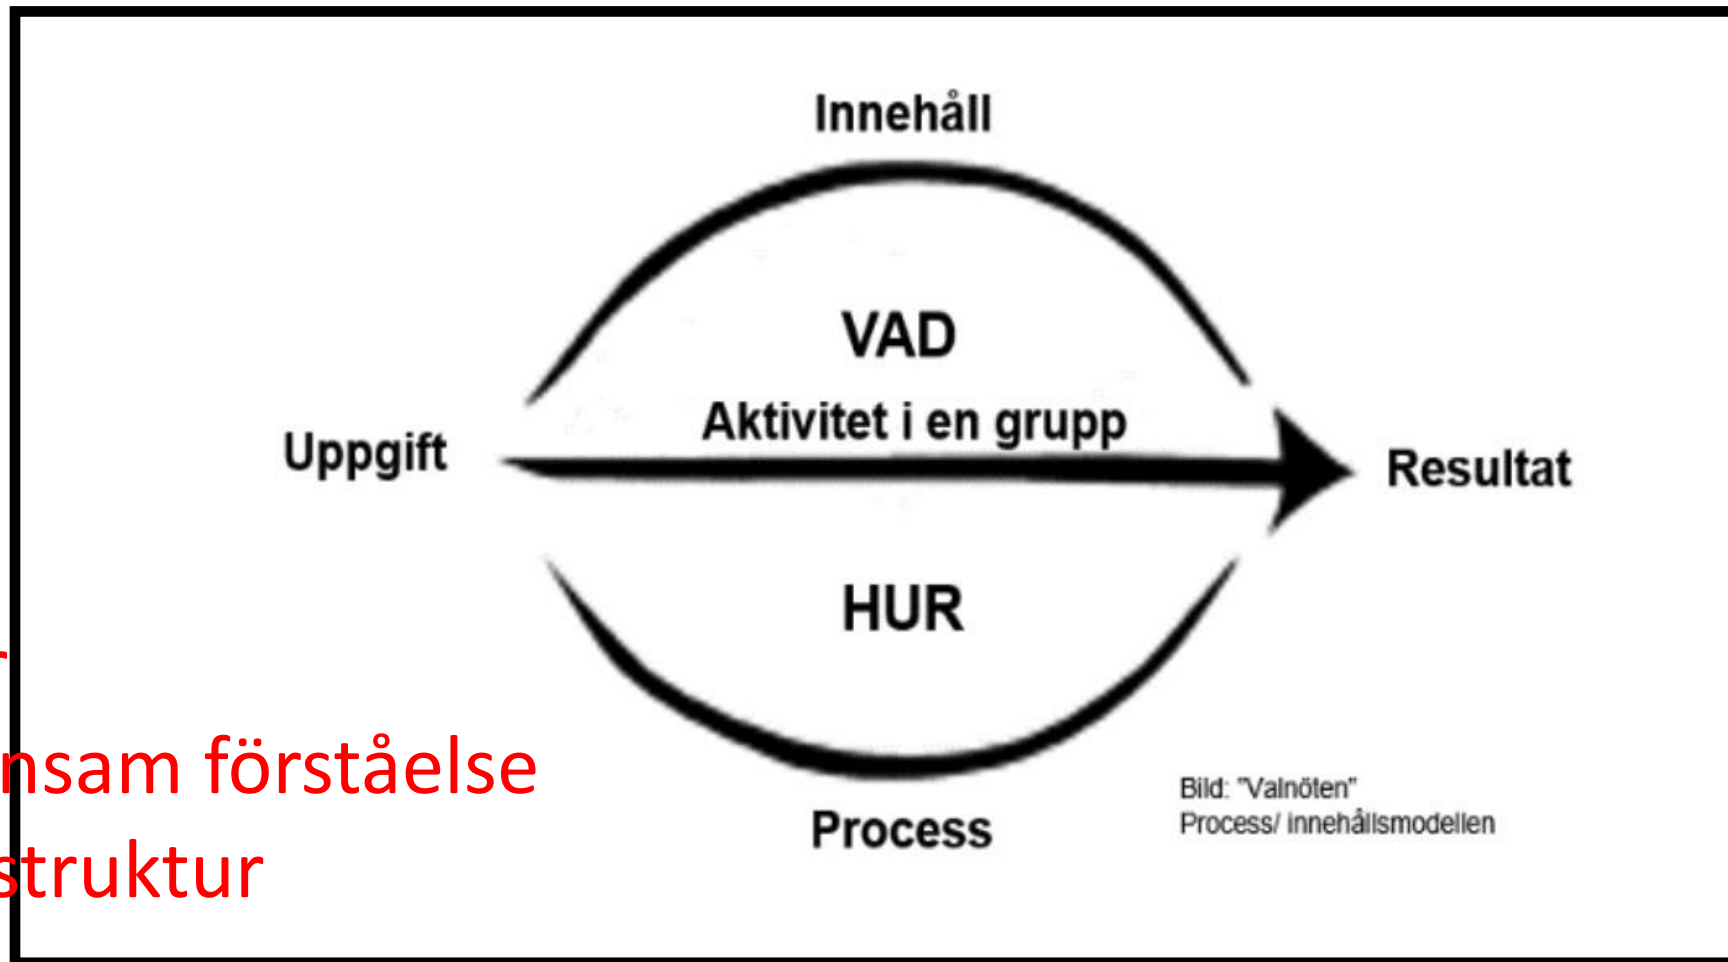 Innehåll
VAD
Aktivitet i en grupp
Uppgift
Resultat
HUR
nsam förståelse
Bild: "Valnöten"
Process/ innehållsmodellen
Process
struktur